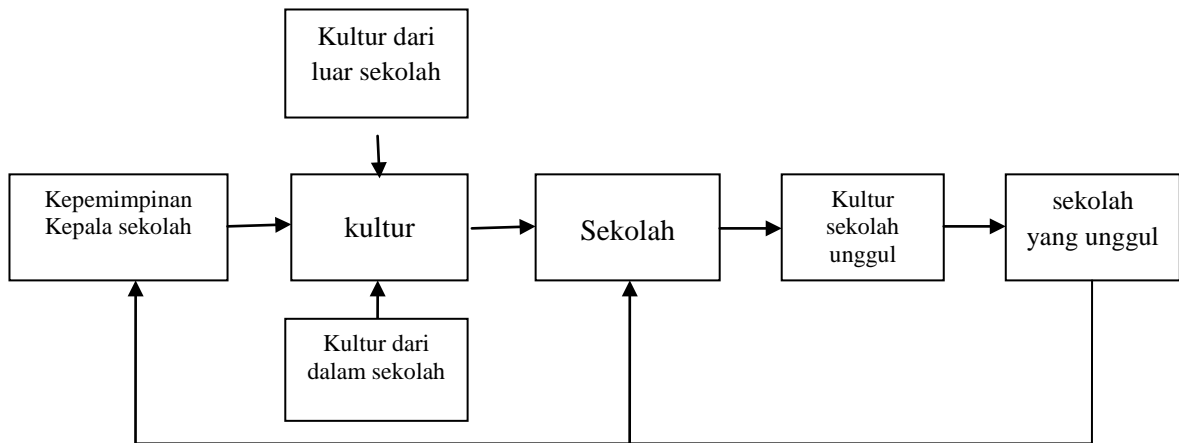 Kultur dari
luar sekolah
Kepemimpinan
Kepala sekolah
kultur
Sekolah
Kultur
sekolah
unggul
sekolah
yang unggul
Kultur dari
dalam sekolah